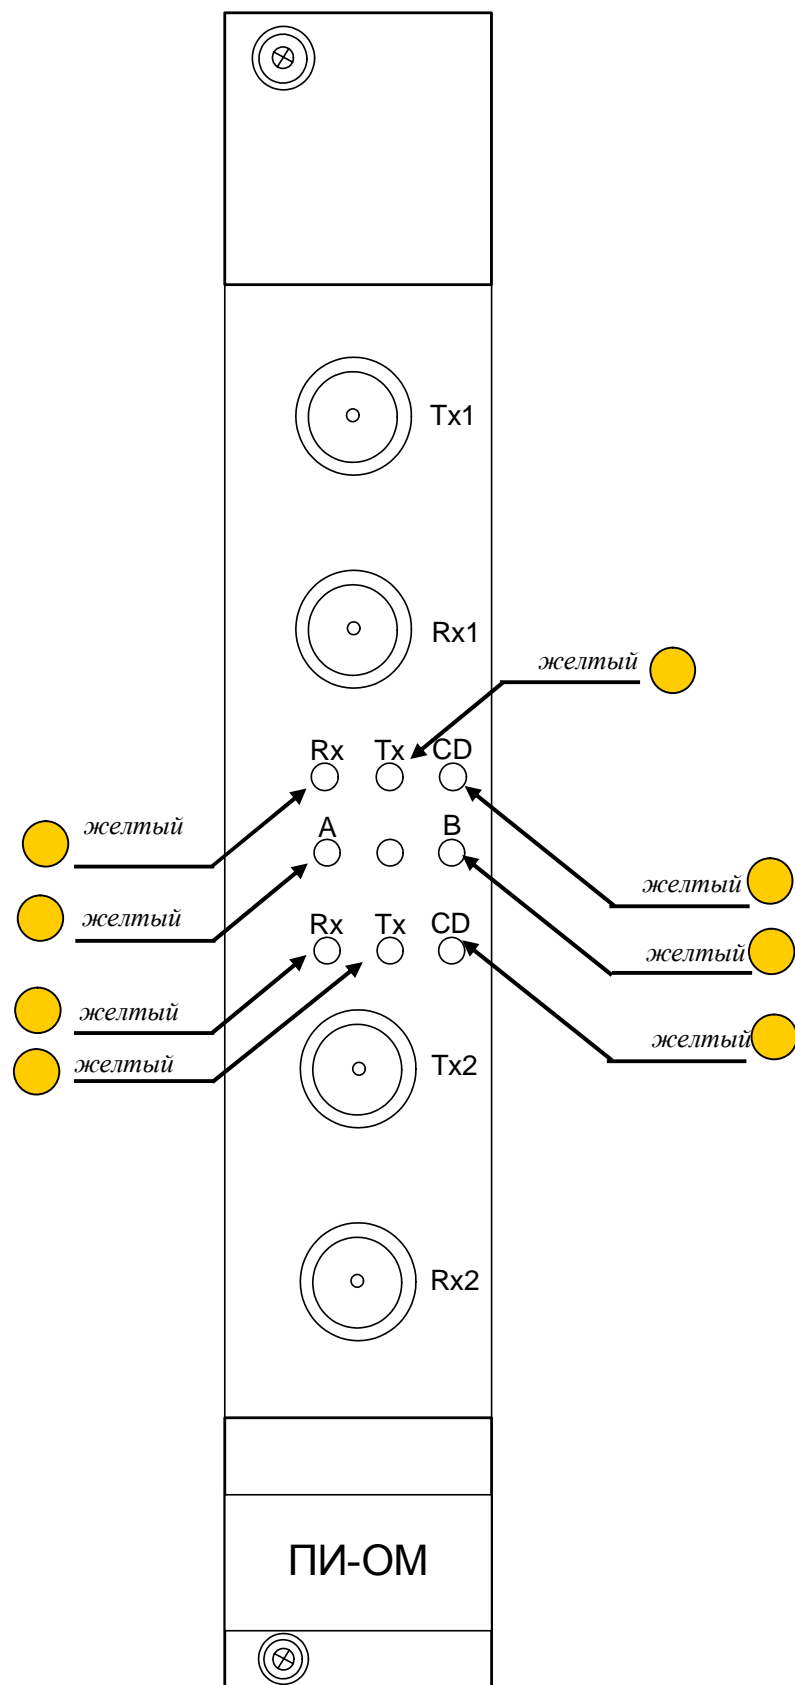 Tx1
Rx1
желтый
Rx Tx CD
желтый
A B
желтый
желтый
Rx Tx CD
желтый
желтый
желтый
желтый
Tx2
Rx2
ПИ-ОМ